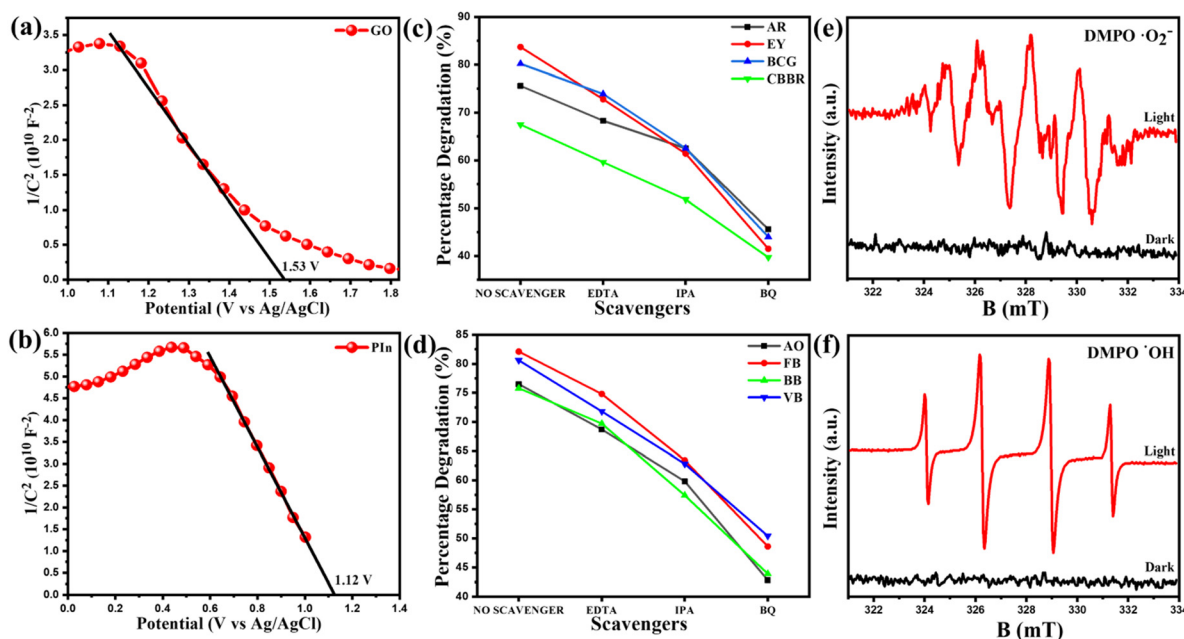 (a)
GO
3.5
3.0
2.5
2.0
1.5
1.0
0.5
0.0
1/C² (10¹⁰ F⁻²)
1.53 V
1.0 1.1 1.2 1.3 1.4 1.5 1.6 1.7 1.8
Potential (V vs Ag/AgCl)
(b)
PIn
6.0
5.5
5.0
4.5
4.0
3.5
3.0
2.5
2.0
1.5
1.0
0.5
0.0
1/C² (10¹⁰ F⁻²)
1.12 V
0.0 0.2 0.4 0.6 0.8 1.0 1.2 1.4
Potential (V vs Ag/AgCl)
(c)
AR
EY
BCG
CBBR
90
80
70
60
50
40
Percentage Degradation (%)
NO SCAVENGER EDTA IPA BQ
Scavengers
(d)
AO
FB
BB
VB
85
80
75
70
65
60
55
50
45
40
Percentage Degradation (%)
NO SCAVENGER EDTA IPA BQ
Scavengers
(e)
DMPO ·O₂⁻
Light
Dark
Intensity (a.u.)
322 324 326 328 330 332 334
B (mT)
(f)
DMPO ˙OH
Light
Dark
Intensity (a.u.)
322 324 326 328 330 332 334
B (mT)